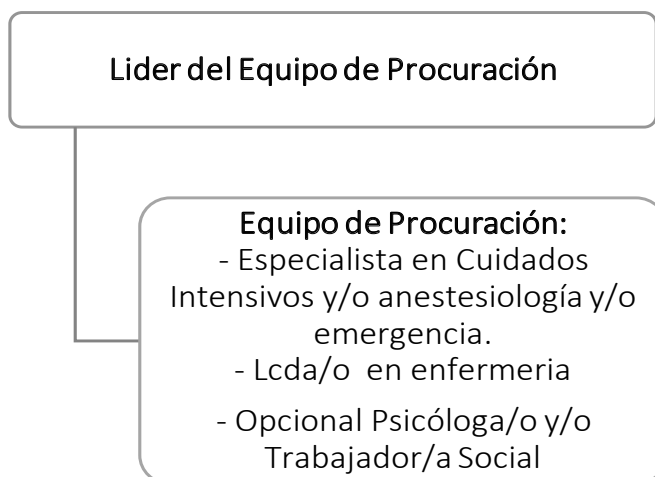 Lider del Equipo de Procuración
Equipo de Procuración:
- Especialista en Cuidados
Intensivos y/o anestesiología y/o
emergencia.
- Lcda/o en enfermeria
- Opcional Psicóloga/o y/o
Trabajador/a Social